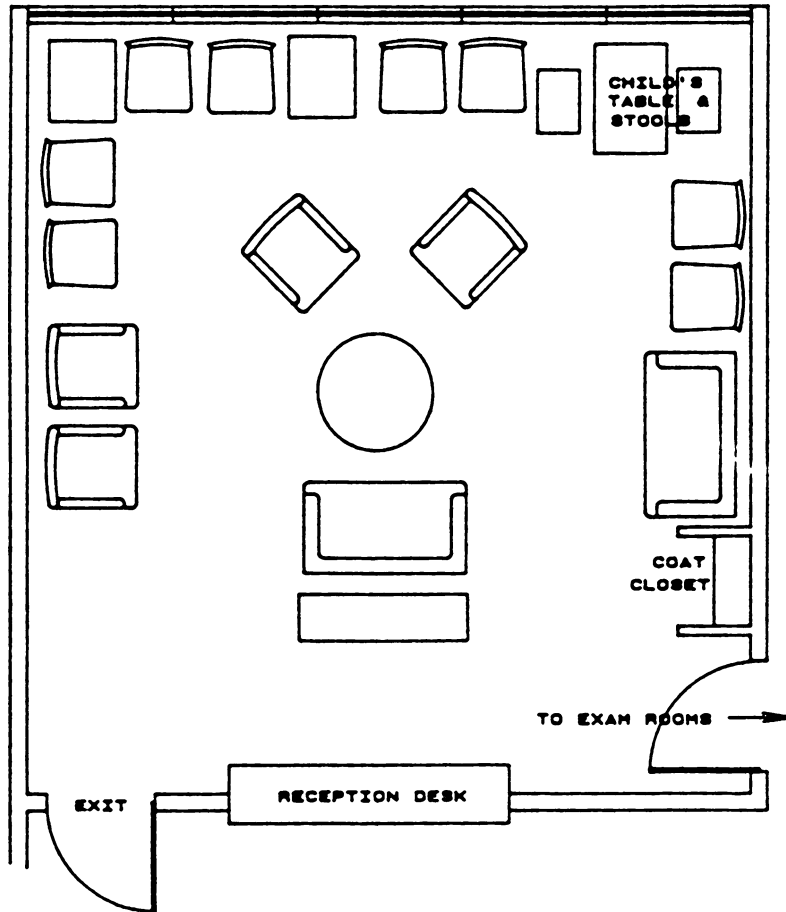 CHILD'S
TABLE &
STOOLS
COAT
CLOSET
TO EXAM ROOMS
EXIT
RECEPTION DESK